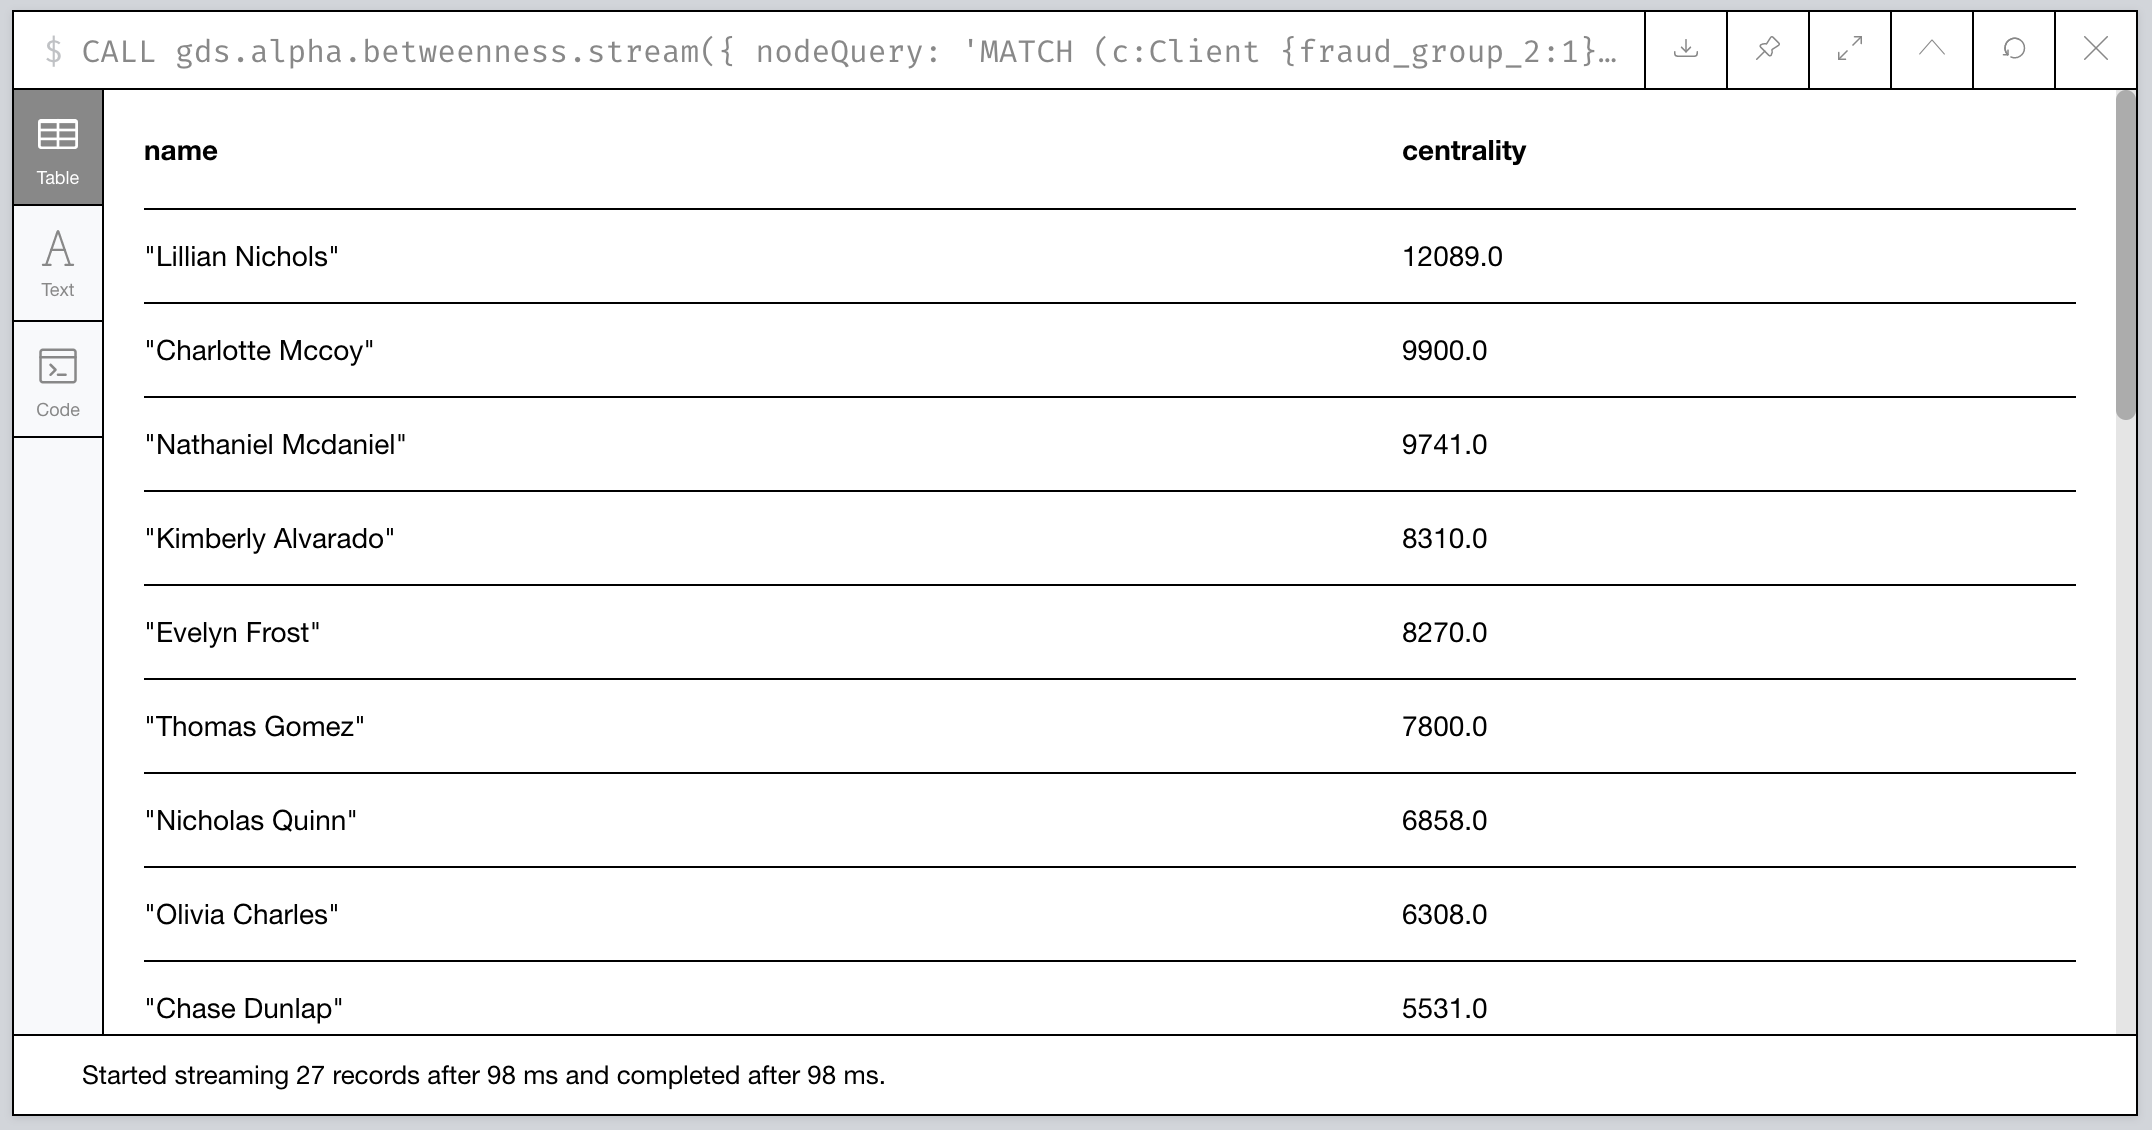 $ CALL gds.alpha.betweenness.stream({ nodeQuery: 'MATCH (c:Client {fraud_group_2:1}…
Table
Text
Code
name centrality
"Lillian Nichols" 12089.0
"Charlotte Mccoy" 9900.0
"Nathaniel Mcdaniel" 9741.0
"Kimberly Alvarado" 8310.0
"Evelyn Frost" 8270.0
"Thomas Gomez" 7800.0
"Nicholas Quinn" 6858.0
"Olivia Charles" 6308.0
"Chase Dunlap" 5531.0
Started streaming 27 records after 98 ms and completed after 98 ms.